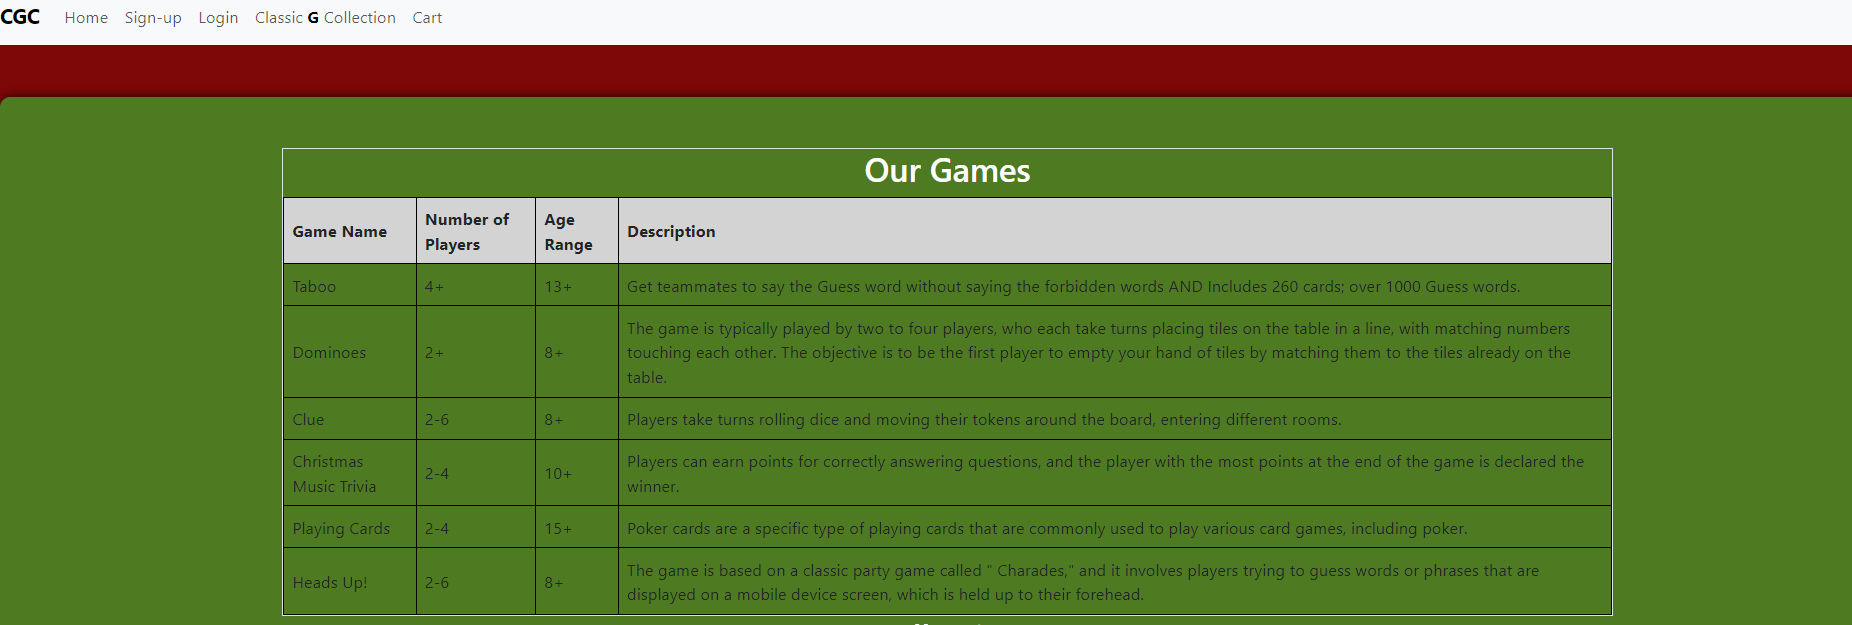 CGC Home Sign-up Login Classic G Collection Cart
Our Games
Game Name Number of Players Age Range Description
Taboo 4+ 13+ Get teammates to say the Guess word without saying the forbidden words AND Includes 260 cards; over 1000 Guess words.
Dominoes 2+ 8+ The game is typically played by two to four players, who each take turns placing tiles on the table in a line, with matching numbers
touching each other. The objective is to be the first player to empty your hand of tiles by matching them to the tiles already on the
table.
Clue 2-6 8+ Players take turns rolling dice and moving their tokens around the board, entering different rooms.
Christmas Music Trivia 2-4 10+ Players can earn points for correctly answering questions, and the player with the most points at the end of the game is declared the
winner.
Playing Cards 2-4 15+ Poker cards are a specific type of playing cards that are commonly used to play various card games, including poker.
Heads Up! 2-6 8+ The game is based on a classic party game called " Charades," and it involves players trying to guess words or phrases that are
displayed on a mobile device screen, which is held up to their forehead.